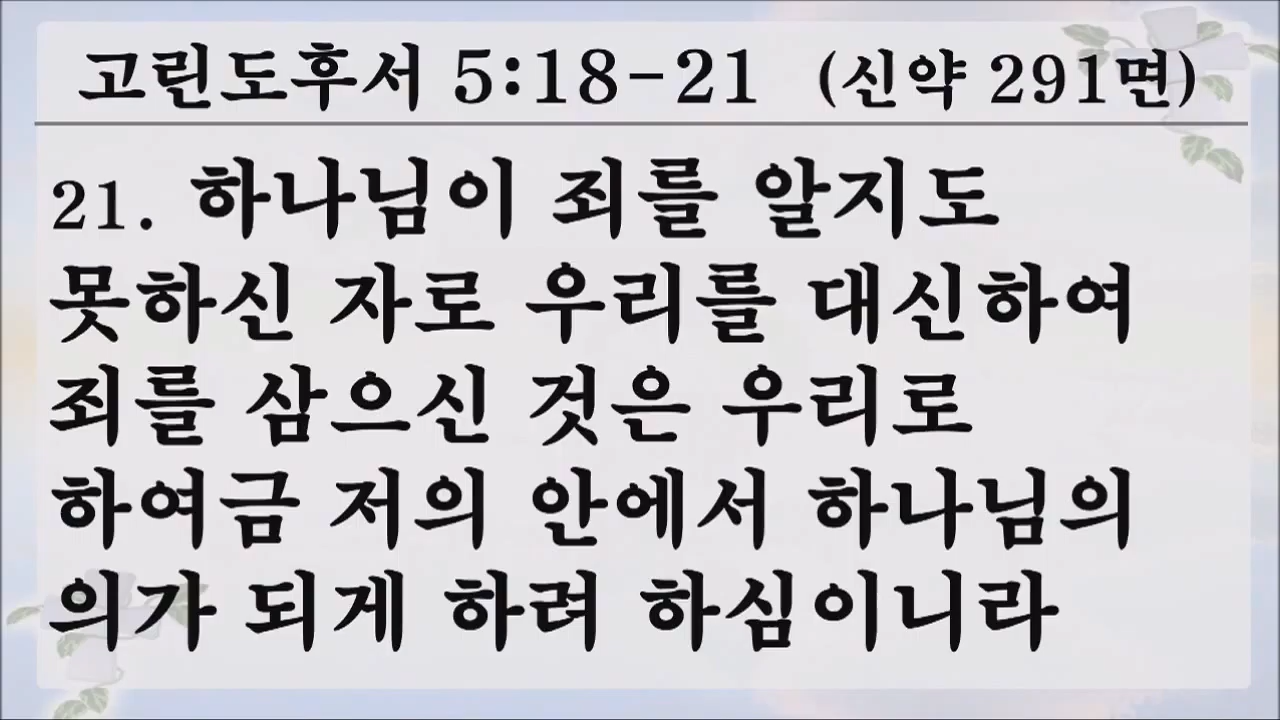 고린도후서 5:18-21 (신약 291면)
21. 하나님이 죄를 알지도
못하신 자로 우리를 대신하여
죄를 삼으신 것은 우리로
하여금 저의 안에서 하나님의
의가 되게 하려 하심이니라